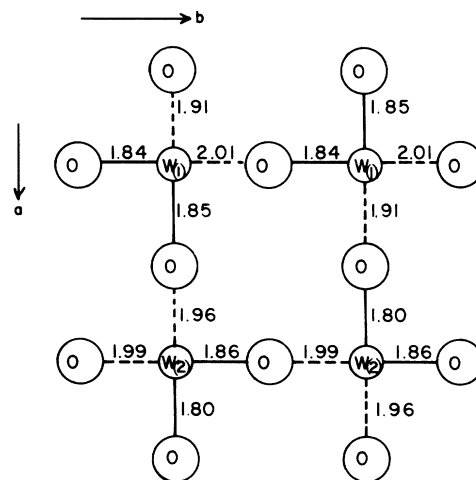 b
O O
1.91 1.85
O 1.84 W(1) 2.01 O 1.84 W(1) 2.01 O
a
1.85 1.91
O O
1.96 1.80
O 1.99 W(2) 1.86 O 1.99 W(2) 1.86 O
1.80 1.96
O O